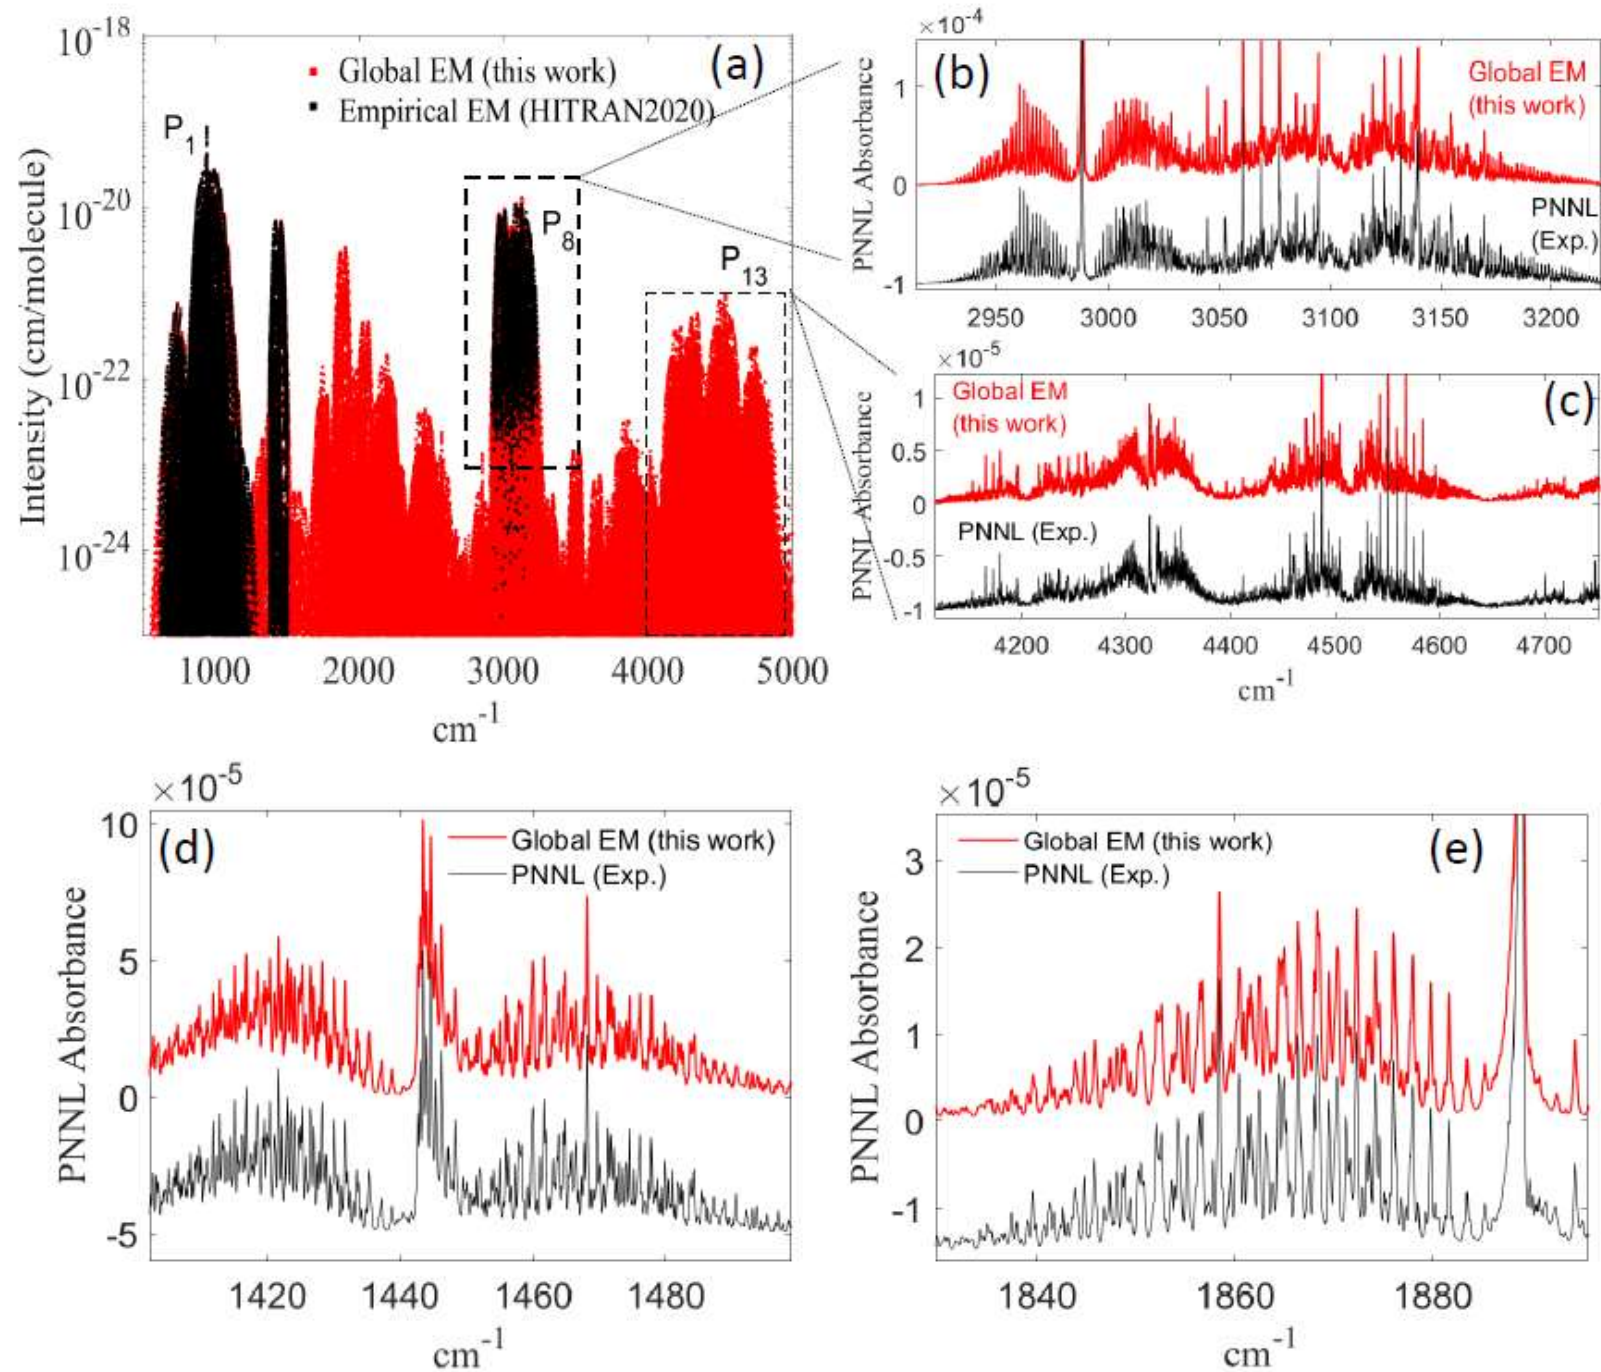 (a)
Global EM (this work)
Empirical EM (HITRAN2020)
P1
P8
P13
10-18
10-20
10-22
10-24
Intensity (cm/molecule)
1000 2000 3000 4000 5000
cm-1
×10-4
(b)
Global EM
(this work)
PNNL
(Exp.)
1
0
-1
PNNL Absorbance
2950 3000 3050 3100 3150 3200
×10-5
(c)
Global EM
(this work)
PNNL (Exp.)
1
0.5
0
-0.5
-1
PNNL Absorbance
4200 4300 4400 4500 4600 4700
cm-1
×10-5
(d)
Global EM (this work)
PNNL (Exp.)
10
5
0
-5
PNNL Absorbance
1420 1440 1460 1480
cm-1
×10-5
(e)
Global EM (this work)
PNNL (Exp.)
3
2
1
0
-1
PNNL Absorbance
1840 1860 1880
cm-1